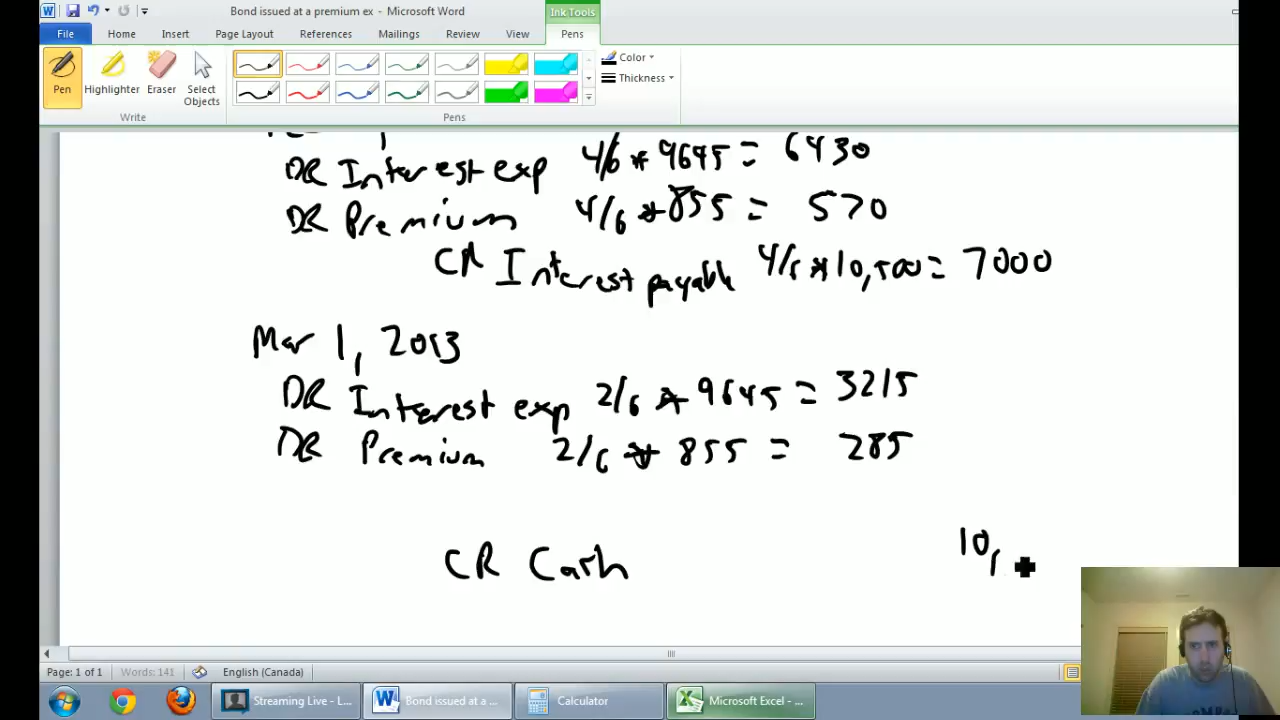 Bond issued at a premium ex - Microsoft Word
Ink Tools
File Home Insert Page Layout References Mailings Review View Pens
Pen Highlighter Eraser Select Objects
Color
Thickness
Write
Pens
DR Interest exp 4/6 * 9645 = 6430
DR Premium 4/6 * 855 = 570
CR Interest payable 4/6 * 10,500 = 7000
Mar 1, 2013
DR Interest exp 2/6 * 9645 = 3215
DR Premium 2/6 * 855 = 285
CR Cash 10,
Page: 1 of 1 Words: 141 English (Canada)
Streaming Live - L... Bond issued at a ... Calculator Microsoft Excel - ...